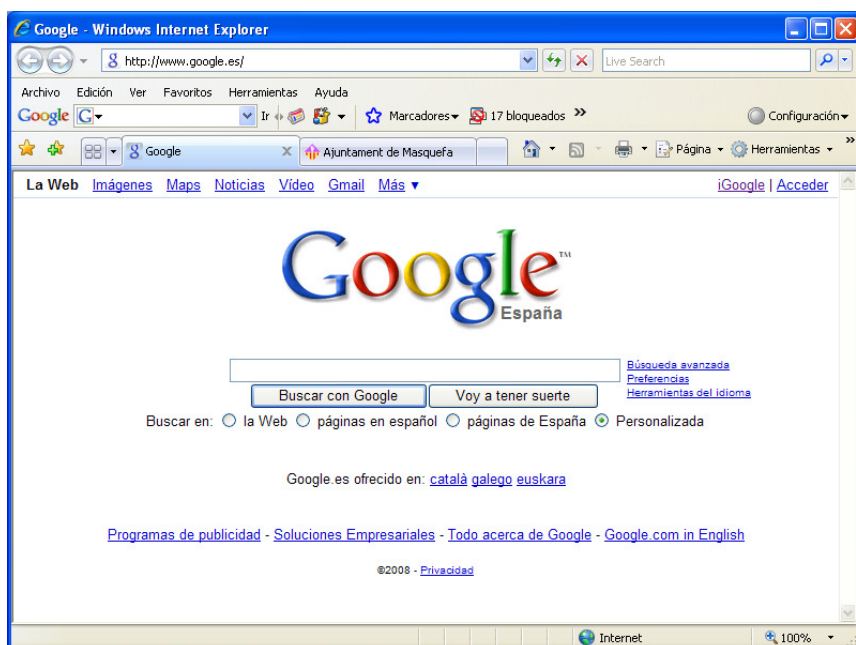 Google - Windows Internet Explorer
http://www.google.es/
Live Search
Archivo Edición Ver Favoritos Herramientas Ayuda
Google G Ir Marcadores 17 bloqueados » Configuración
Google Ajuntament de Masquefa Página Herramientas »
La Web Imágenes Maps Noticias Vídeo Gmail Más ▼ iGoogle | Acceder
Google™
España
Búsqueda avanzada
Preferencias
Herramientas del idioma
Buscar con Google Voy a tener suerte
Buscar en: la Web páginas en español páginas de España Personalizada
Google.es ofrecido en: català galego euskara
Programas de publicidad - Soluciones Empresariales - Todo acerca de Google - Google.com in English
©2008 - Privacidad
Internet 100%